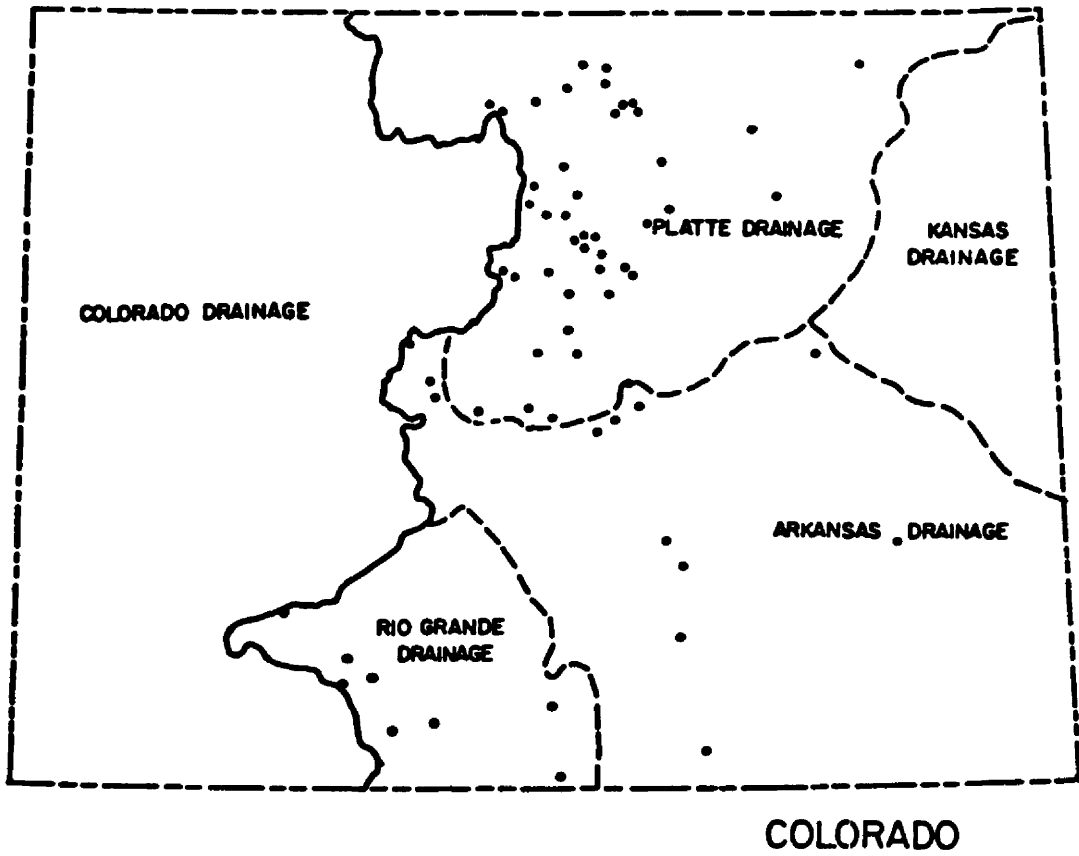 PLATTE DRAINAGE
KANSAS
DRAINAGE
COLORADO DRAINAGE
ARKANSAS DRAINAGE
RIO GRANDE
DRAINAGE
COLORADO